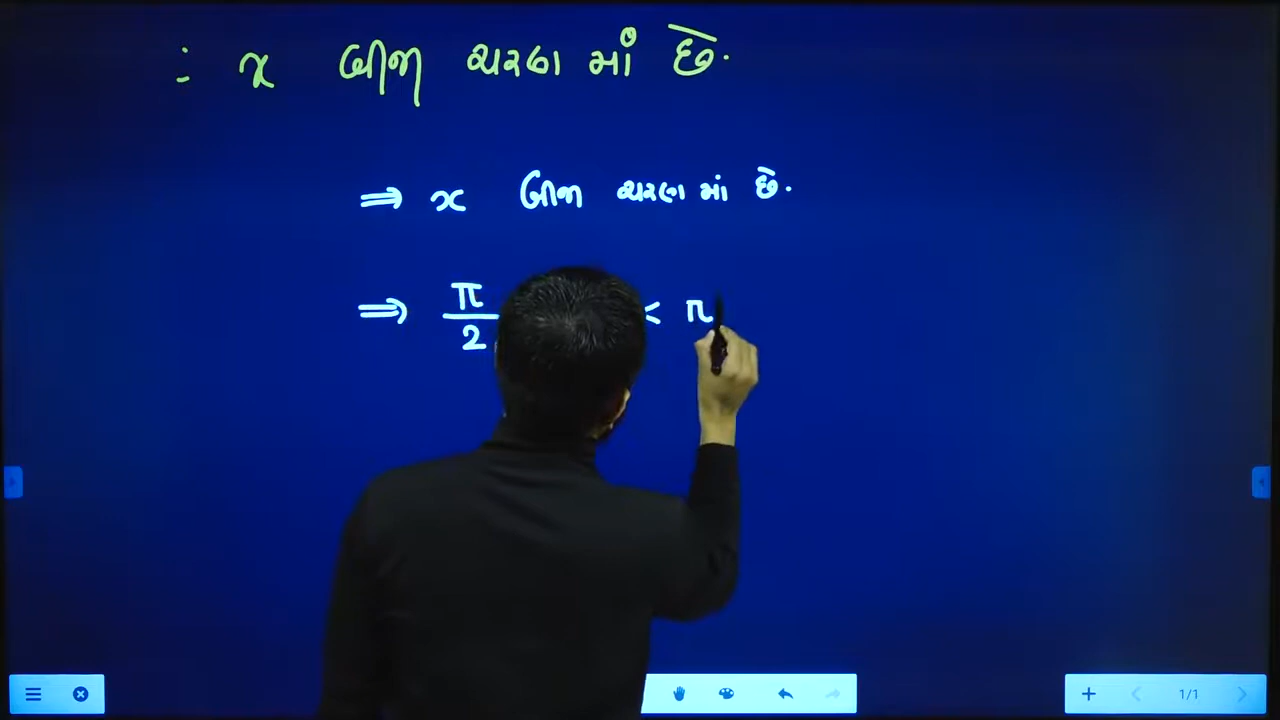 ∴ x બીજા ચરણ માં છે.
⇒ x બીજા ચરણ માં છે.
⇒ π/2 < π
1/1